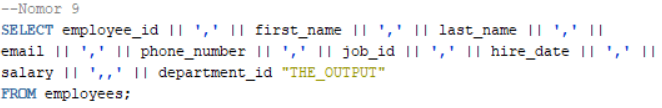 --Nomor 9
SELECT employee_id || ',' || first_name || ',' || last_name || ',' ||
email || ',' || phone_number || ',' || job_id || ',' || hire_date || ',' ||
salary || ',,' || department_id "THE_OUTPUT"
FROM employees;